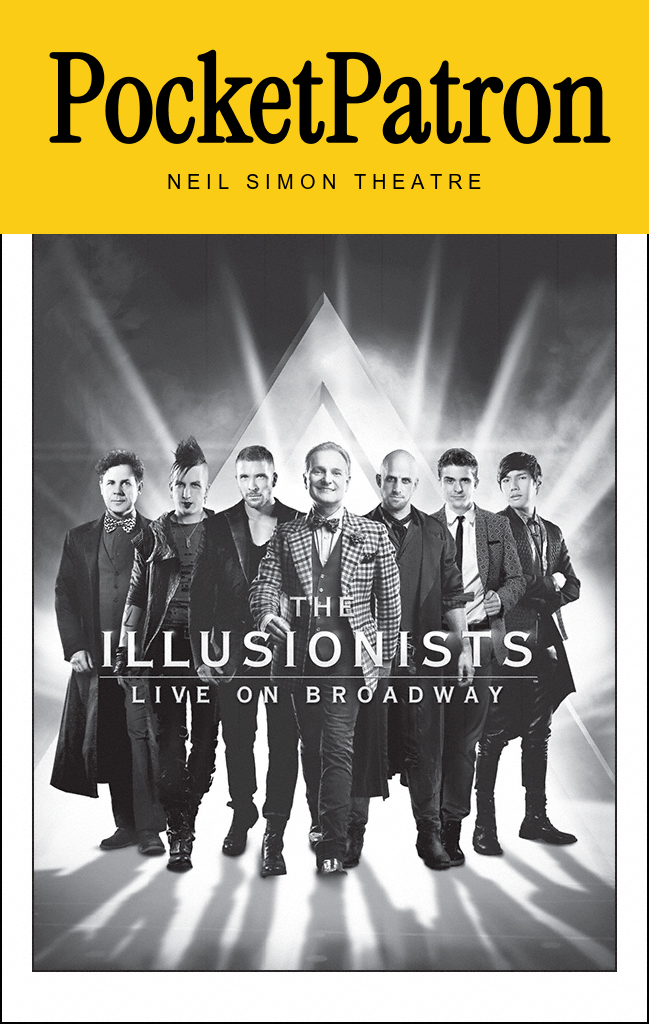 PocketPatron
NEIL SIMON THEATRE
THE
ILLUSIONISTS
LIVE ON BROADWAY